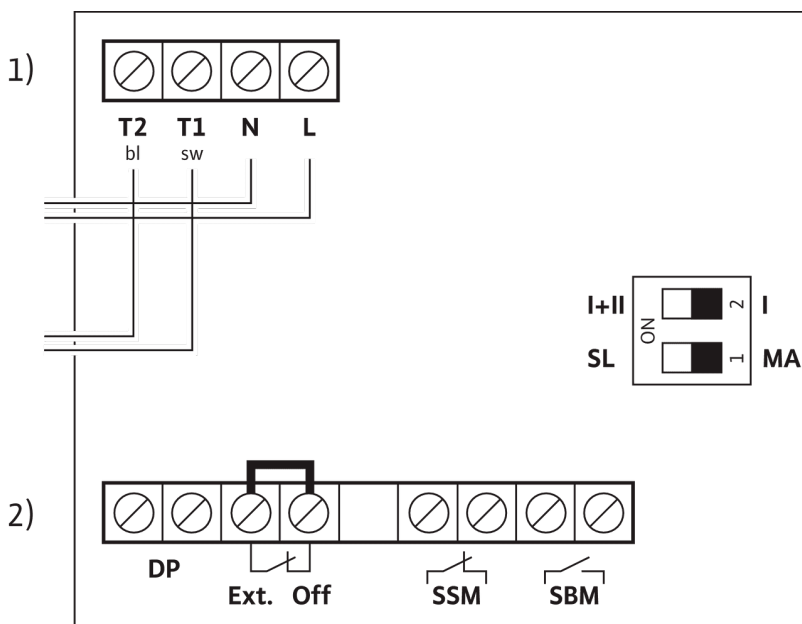 1)
T2 T1 N L
bl sw
I+II 2 I
ON
SL 1 MA
2)
DP
Ext. Off SSM SBM